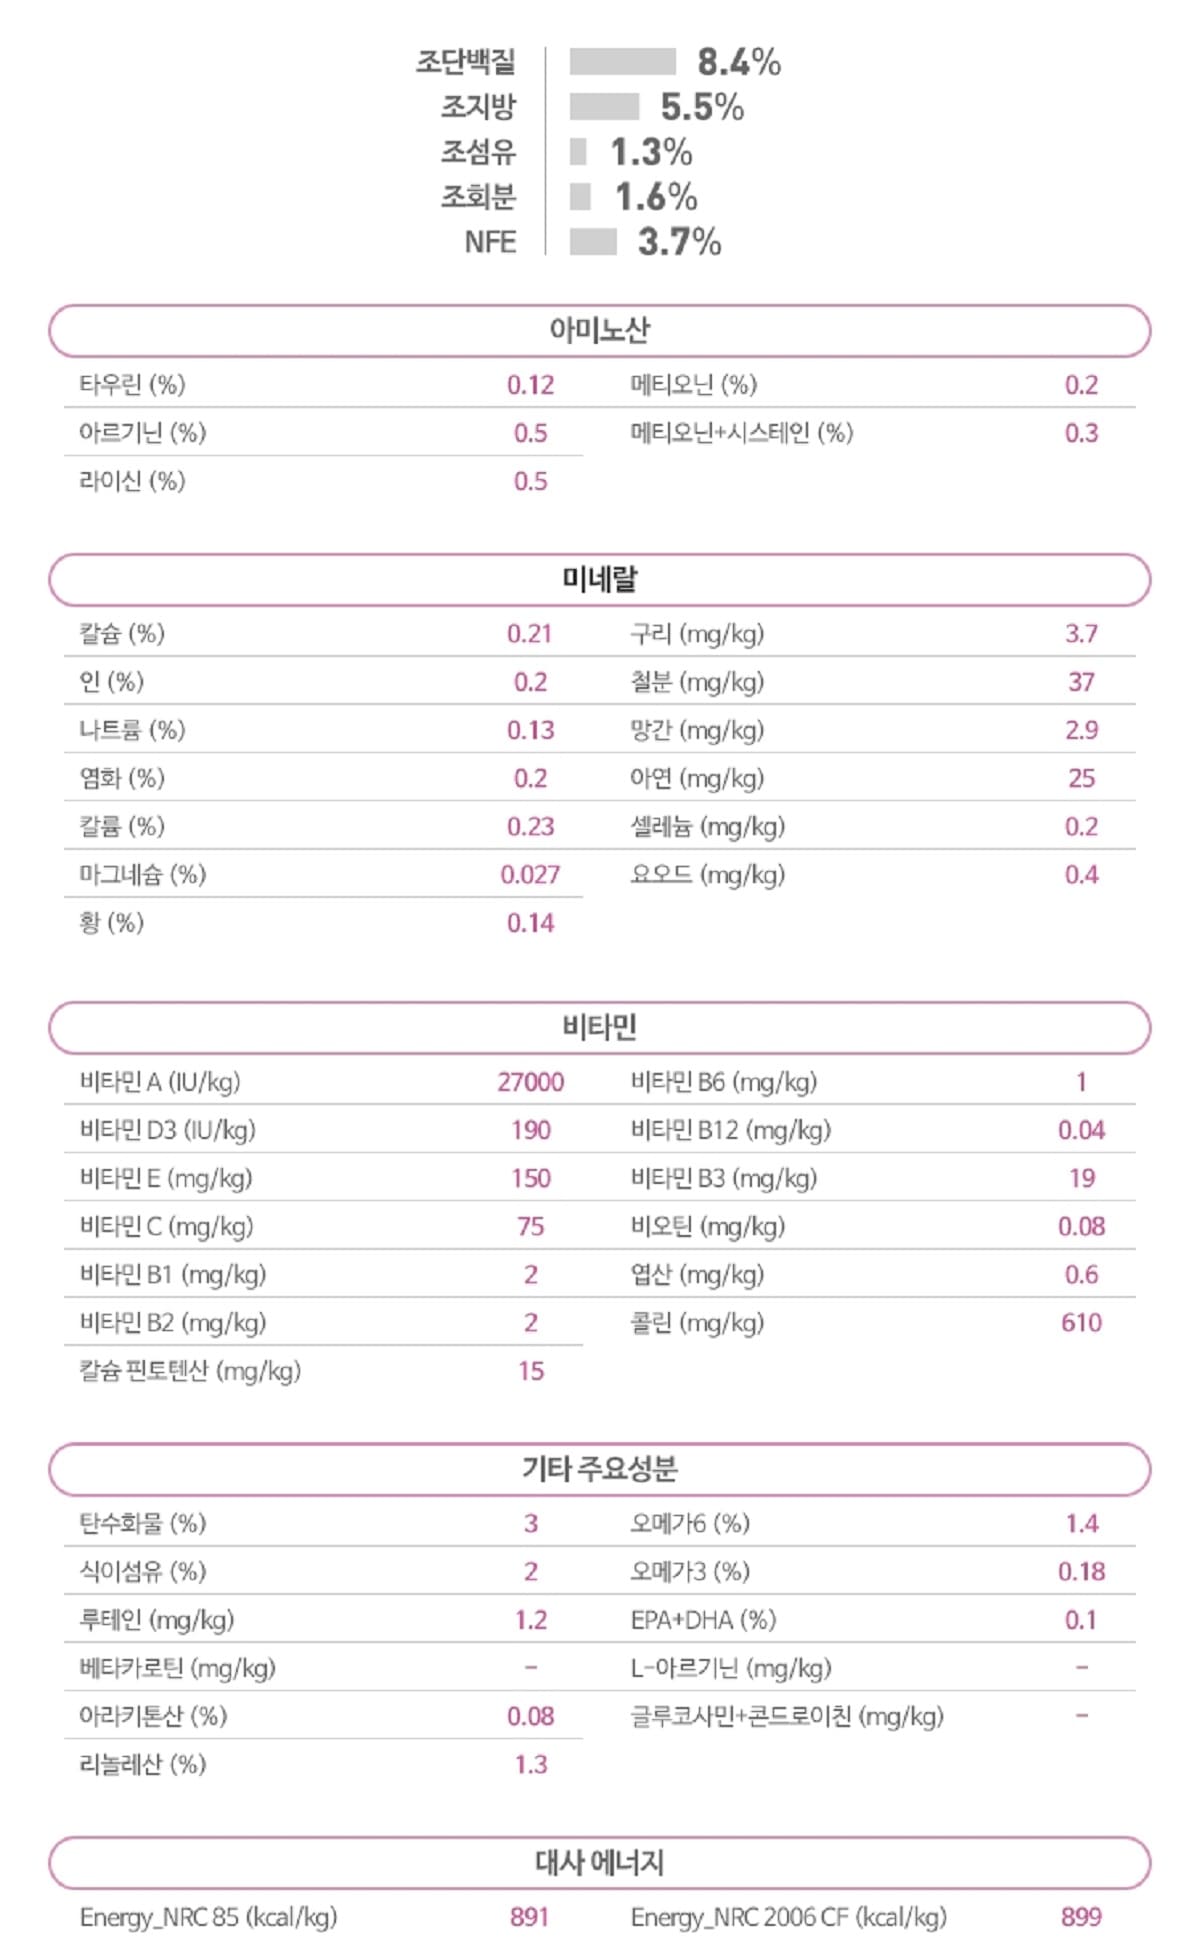 조단백질 8.4%
조지방 5.5%
조섬유 1.3%
조회분 1.6%
NFE 3.7%
아미노산
타우린 (%) 0.12 메티오닌 (%) 0.2
아르기닌 (%) 0.5 메티오닌+시스테인 (%) 0.3
라이신 (%) 0.5
미네랄
칼슘 (%) 0.21 구리 (mg/kg) 3.7
인 (%) 0.2 철분 (mg/kg) 37
나트륨 (%) 0.13 망간 (mg/kg) 2.9
염화 (%) 0.2 아연 (mg/kg) 25
칼륨 (%) 0.23 셀레늄 (mg/kg) 0.2
마그네슘 (%) 0.027 요오드 (mg/kg) 0.4
황 (%) 0.14
비타민
비타민 A (IU/kg) 27000 비타민 B6 (mg/kg) 1
비타민 D3 (IU/kg) 190 비타민 B12 (mg/kg) 0.04
비타민 E (mg/kg) 150 비타민 B3 (mg/kg) 19
비타민 C (mg/kg) 75 비오틴 (mg/kg) 0.08
비타민 B1 (mg/kg) 2 엽산 (mg/kg) 0.6
비타민 B2 (mg/kg) 2 콜린 (mg/kg) 610
칼슘 핀토텐산 (mg/kg) 15
기타 주요성분
탄수화물 (%) 3 오메가6 (%) 1.4
식이섬유 (%) 2 오메가3 (%) 0.18
루테인 (mg/kg) 1.2 EPA+DHA (%) 0.1
베타카로틴 (mg/kg) – L-아르기닌 (mg/kg) –
아라키톤산 (%) 0.08 글루코사민+콘드로이친 (mg/kg) –
리놀레산 (%) 1.3
대사 에너지
Energy_NRC 85 (kcal/kg) 891 Energy_NRC 2006 CF (kcal/kg) 899